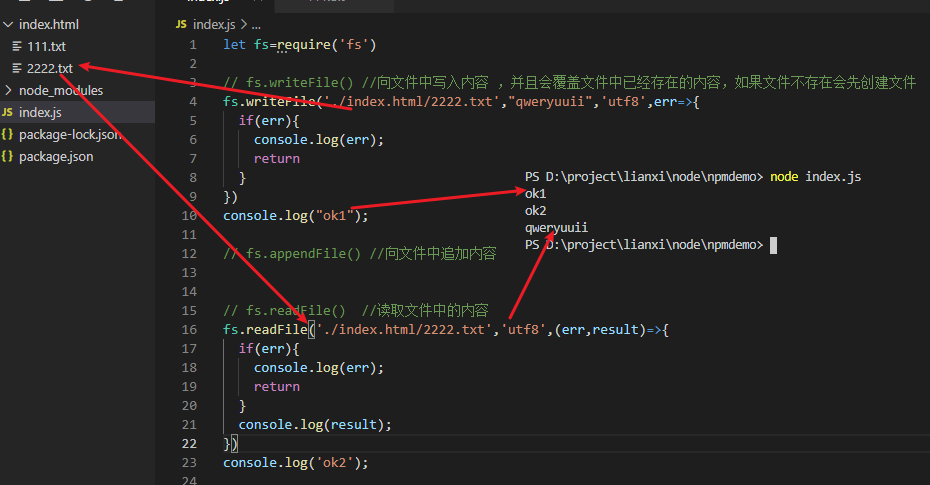 index.html
111.txt
2222.txt
node_modules
index.js
package-lock.json
package.json
JS index.js > ...
1 let fs=require('fs')
2
3 // fs.writeFile() //向文件中写入内容 ，并且会覆盖文件中已经存在的内容，如果文件不存在会先创建文件
4 fs.writeFile('./index.html/2222.txt',"qweryuuii",'utf8',err=>{
5 if(err){
6 console.log(err);
7 return
8 }
9 })
10 console.log("ok1");
11
12 // fs.appendFile() //向文件中追加内容
13
14
15 // fs.readFile() //读取文件中的内容
16 fs.readFile('./index.html/2222.txt','utf8',(err,result)=>{
17 if(err){
18 console.log(err);
19 return
20 }
21 console.log(result);
22 })
23 console.log('ok2');
24
PS D:\project\lianxi\node\npmdemo> node index.js
ok1
ok2
qweryuuii
PS D:\project\lianxi\node\npmdemo>